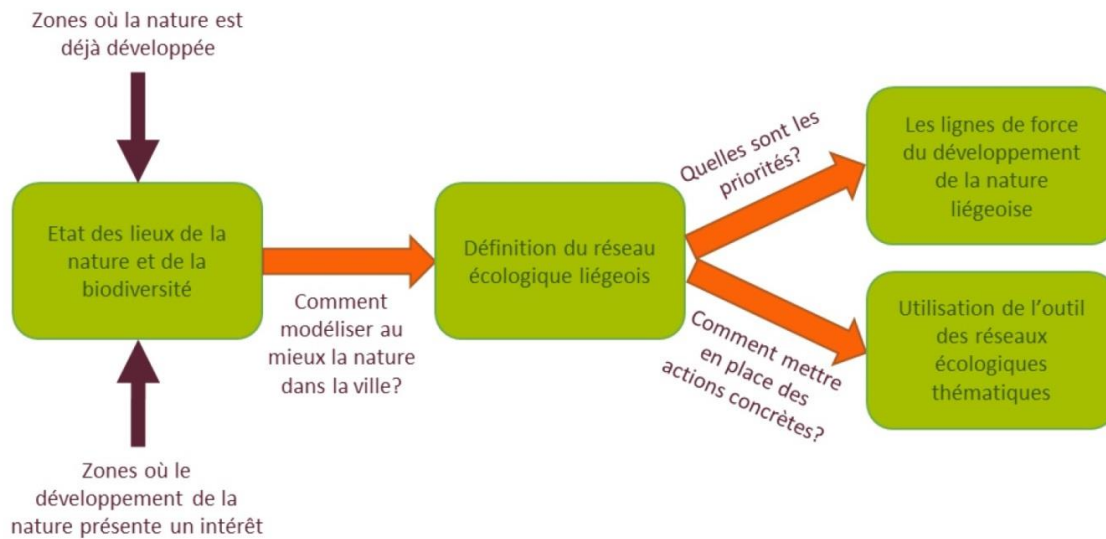 Zones où la nature est
déjà développée
Etat des lieux de la
nature et de la
biodiversité
Zones où le
développement de la
nature présente un intérêt
Comment
modéliser au
mieux la nature
dans la ville?
Définition du réseau
écologique liégeois
Quelles sont les
priorités?
Comment mettre
en place des
actions concrètes?
Les lignes de force
du développement
de la nature
liégeoise
Utilisation de l’outil
des réseaux
écologiques
thématiques